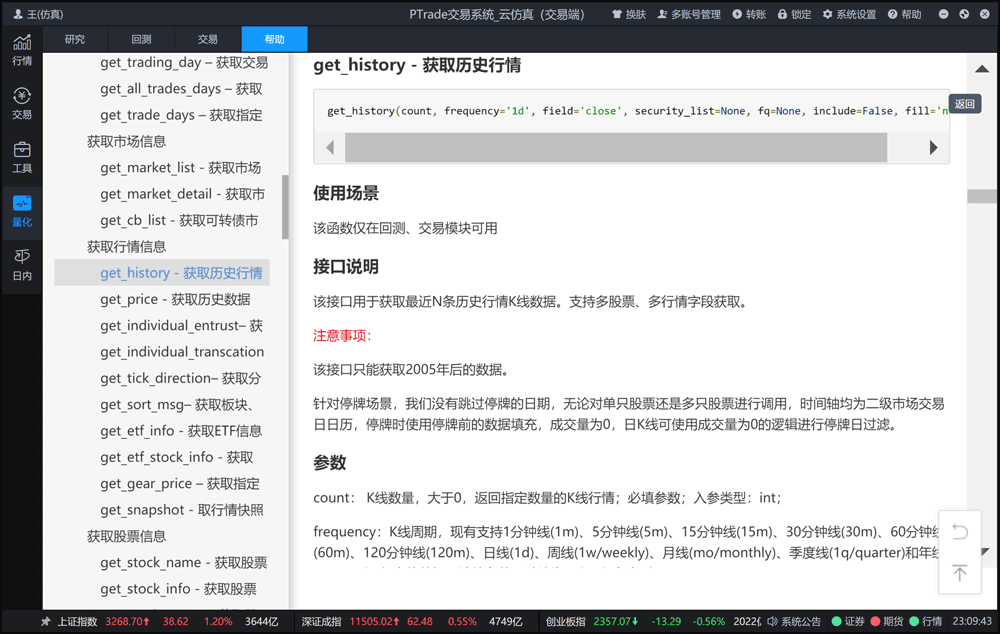 王(仿真)
PTrade交易系统_云仿真（交易端）
换肤 多账号管理 转账 锁定 系统设置 帮助
行情
交易
工具
量化
日内
研究 回测 交易 帮助
get_trading_day – 获取交易
get_all_trades_days – 获取
get_trade_days – 获取指定
获取市场信息
get_market_list - 获取市场
get_market_detail - 获取市
get_cb_list - 获取可转债市
获取行情信息
get_history - 获取历史行情
get_price - 获取历史数据
get_individual_entrust– 获
get_individual_transcation
get_tick_direction– 获取分
get_sort_msg– 获取板块、
get_etf_info - 获取ETF信息
get_etf_stock_info - 获取
get_gear_price – 获取指定
get_snapshot - 取行情快照
获取股票信息
get_stock_name - 获取股票
get_stock_info - 获取股票
get_history - 获取历史行情
get_history(count, frequency='1d', field='close', security_list=None, fq=None, include=False, fill='n
返回
使用场景
该函数仅在回测、交易模块可用
接口说明
该接口用于获取最近N条历史行情K线数据。支持多股票、多行情字段获取。
注意事项：
该接口只能获取2005年后的数据。
针对停牌场景，我们没有跳过停牌的日期，无论对单只股票还是多只股票进行调用，时间轴均为二级市场交易
日日历，停牌时使用停牌前的数据填充，成交量为0，日K线可使用成交量为0的逻辑进行停牌日过滤。
参数
count： K线数量，大于0，返回指定数量的K线行情；必填参数；入参类型：int；
frequency：K线周期，现有支持1分钟线(1m)、5分钟线(5m)、15分钟线(15m)、30分钟线(30m)、60分钟线
(60m)、120分钟线(120m)、日线(1d)、周线(1w/weekly)、月线(mo/monthly)、季度线(1q/quarter)和年线
上证指数 3268.70↑ 38.62 1.20% 3644亿 深证成指 11505.02↑ 62.48 0.55% 4749亿 创业板指 2357.07↓ -13.29 -0.56% 2022亿 系统公告 证券 期货 行情 23:09:43